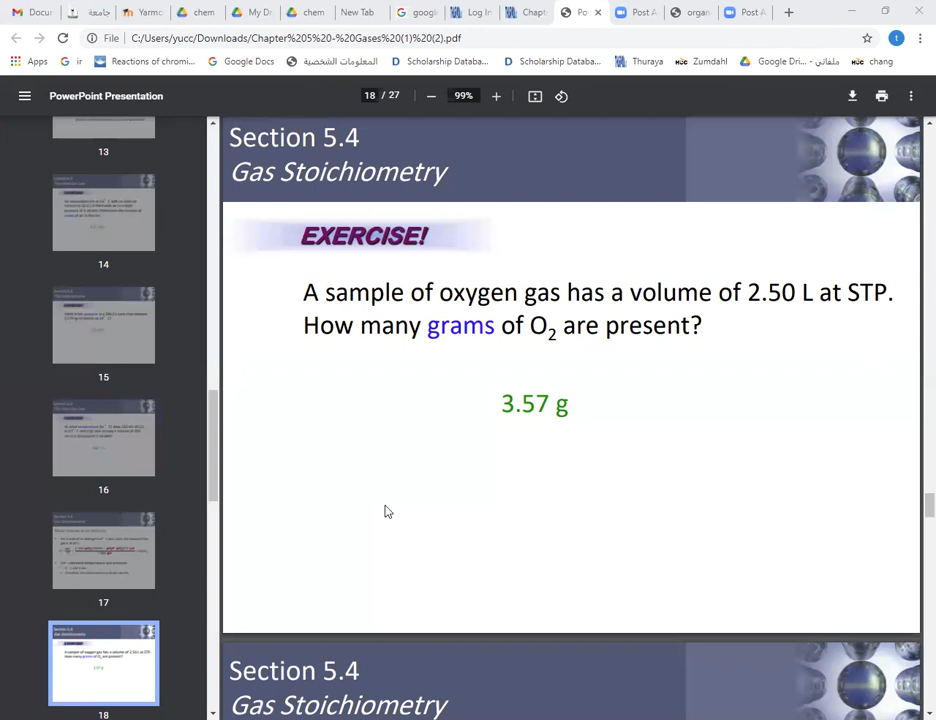 Docur
جامعة
Yarmo
chem
My Dr
chem
New Tab
google
Log In
Chapt
Po
Post A
organ
Post A
File | C:/Users/yucc/Downloads/Chapter%205%20-%20Gases%20(1)%20(2).pdf
Apps
ir
Reactions of chromi...
Google Docs
المعلومات الشخصية
Scholarship Databa...
Scholarship Databa...
Thuraya
Zumdahl
Google Dri... - ملفاتي
chang
PowerPoint Presentation
18 / 27
99%
13
14
15
16
17
18
Section 5.4
Gas Stoichiometry
EXERCISE!
A sample of oxygen gas has a volume of 2.50 L at STP.
How many grams of O2 are present?
3.57 g
Section 5.4
Gas Stoichiometry